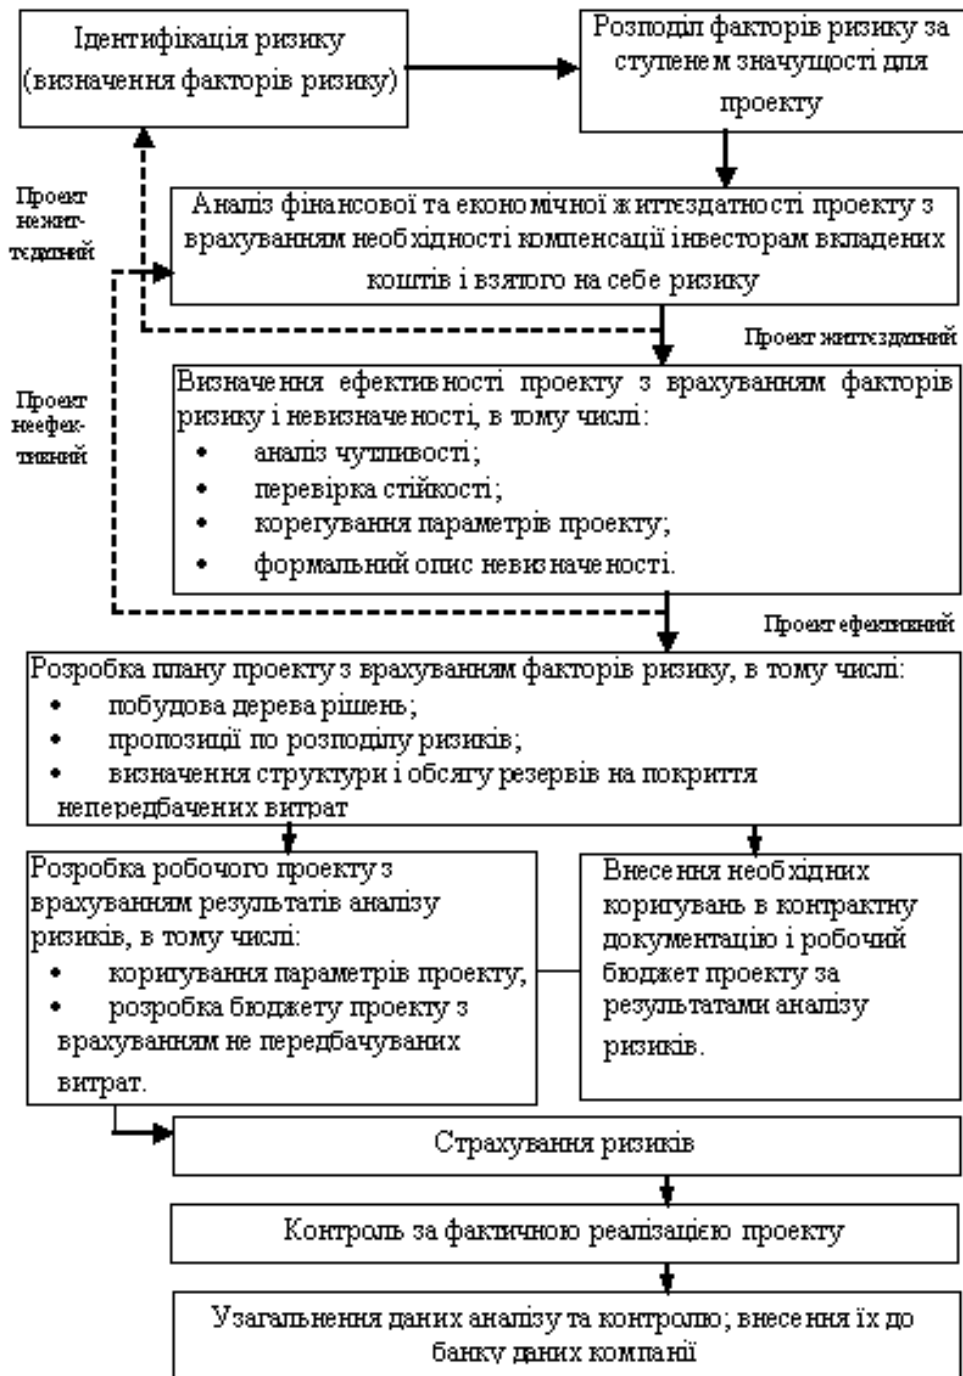 Ідентифікація ризику
(визначення факторів ризику)
Розподіл факторів ризику за
ступенем значущості для
проекту
Проект
нежит-
тєдатний
Аналіз фінансової та економічної життєздатності проекту з
врахуванням необхідності компенсації інвесторам вкладених
коштів і взятого на себе ризику
Проект життєздатний
Проект
неефек-
тивний
Визначення ефективності проекту з врахуванням факторів
ризику і невизначеності, в тому числі:
• аналіз чутливості;
• перевірка стійкості;
• корегування параметрів проекту;
• формальний опис невизначеності.
Проект ефективний
Розробка плану проекту з врахуванням факторів ризику, в тому числі:
• побудова дерева рішень;
• пропозиції по розподілу ризиків;
• визначення структури і обсягу резервів на покриття
непередбачених витрат
Розробка робочого проекту з
врахуванням результатів аналізу
ризиків, в тому числі:
• коригування параметрів проекту;
• розробка бюджету проекту з
врахуванням не передбачуваних
витрат.
Внесення необхідних
коригувань в контрактну
документацію і робочий
бюджет проекту за
результатами аналізу
ризиків.
Страхування ризиків
Контроль за фактичною реалізацією проекту
Узагальнення даних аналізу та контролю; внесення їх до
банку даних компанії